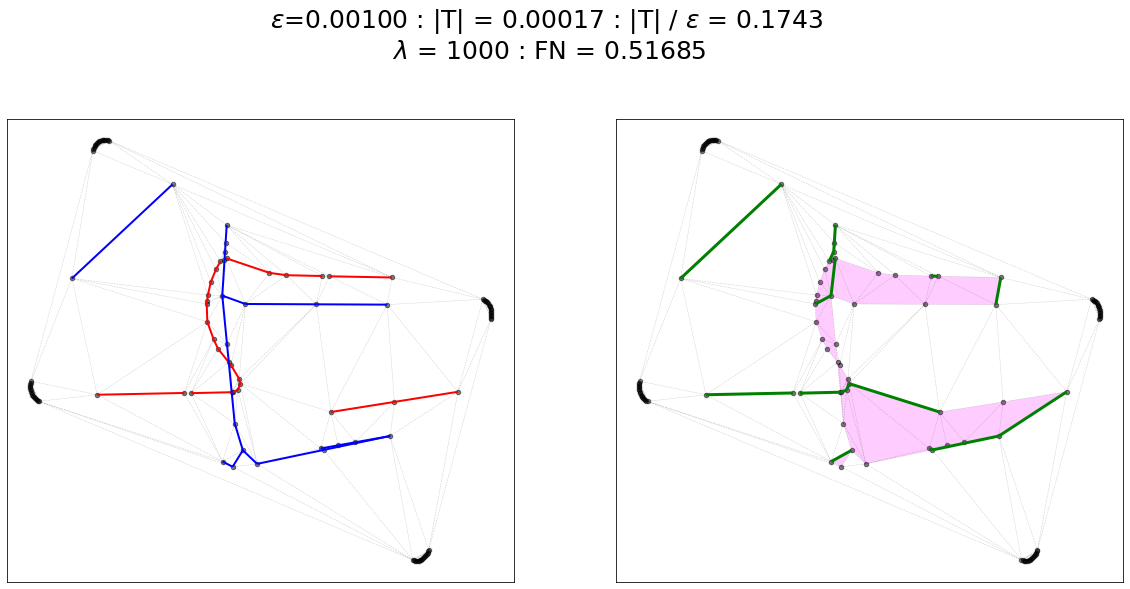 ε=0.00100 : |T| = 0.00017 : |T| / ε = 0.1743
λ = 1000 : FN = 0.51685